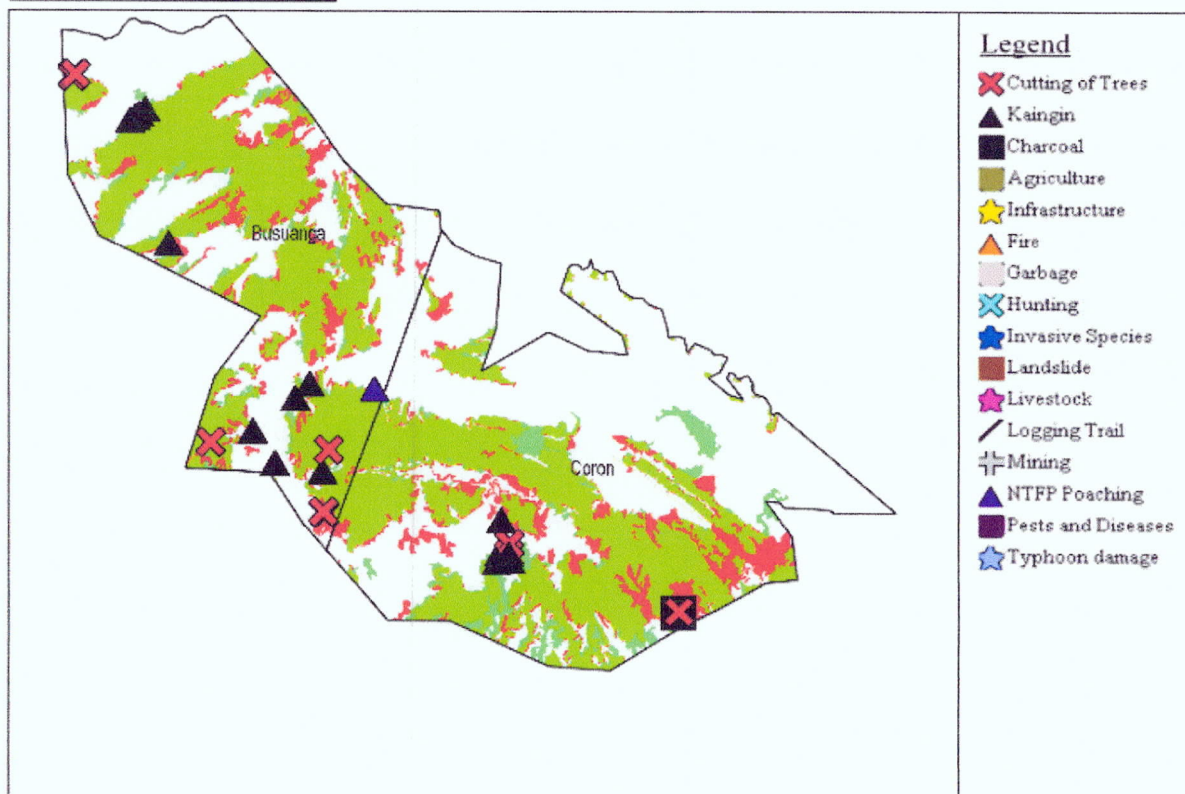 Legend
Cutting of Trees
Kaingin
Charcoal
Agriculture
Infrastructure
Fire
Garbage
Hunting
Invasive Species
Landslide
Livestock
Logging Trail
Mining
NTFP Poaching
Pests and Diseases
Typhoon damage
Busuanga
Coron